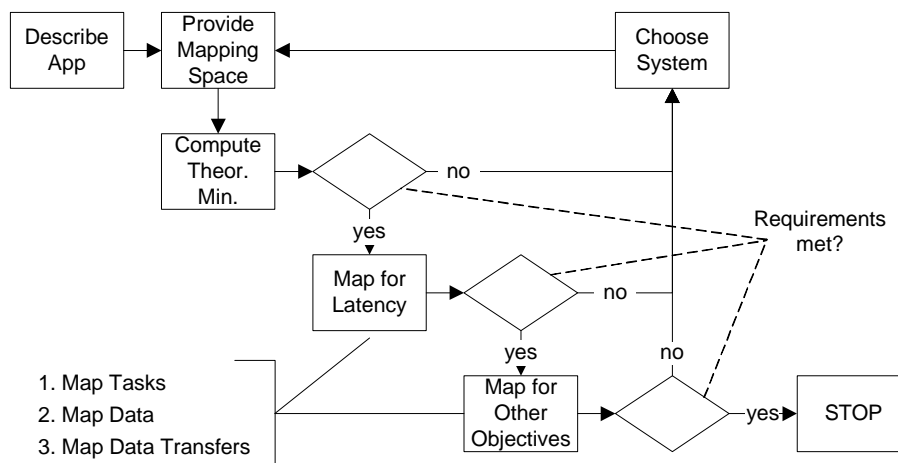 Describe
App
Provide
Mapping
Space
Choose
System
Compute
Theor.
Min.
no
yes
Requirements
met?
Map for
Latency
no
yes
no
1. Map Tasks
2. Map Data
3. Map Data Transfers
Map for
Other
Objectives
yes
STOP